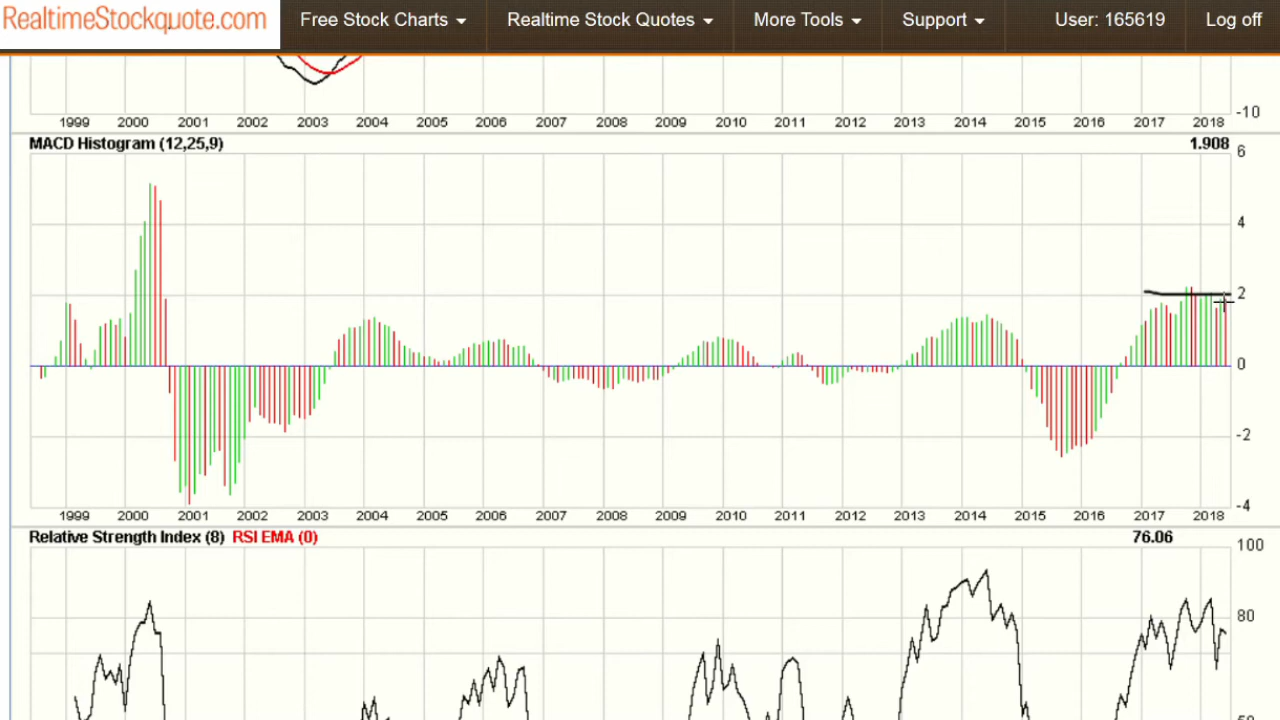 RealtimeStockquote.com Free Stock Charts Realtime Stock Quotes More Tools Support User: 165619 Log off
-10
1999 2000 2001 2002 2003 2004 2005 2006 2007 2008 2009 2010 2011 2012 2013 2014 2015 2016 2017 2018
MACD Histogram (12,25,9) 1.908
6
4
2
0
-2
-4
1999 2000 2001 2002 2003 2004 2005 2006 2007 2008 2009 2010 2011 2012 2013 2014 2015 2016 2017 2018
Relative Strength Index (8) RSI EMA (0) 76.06
100
80